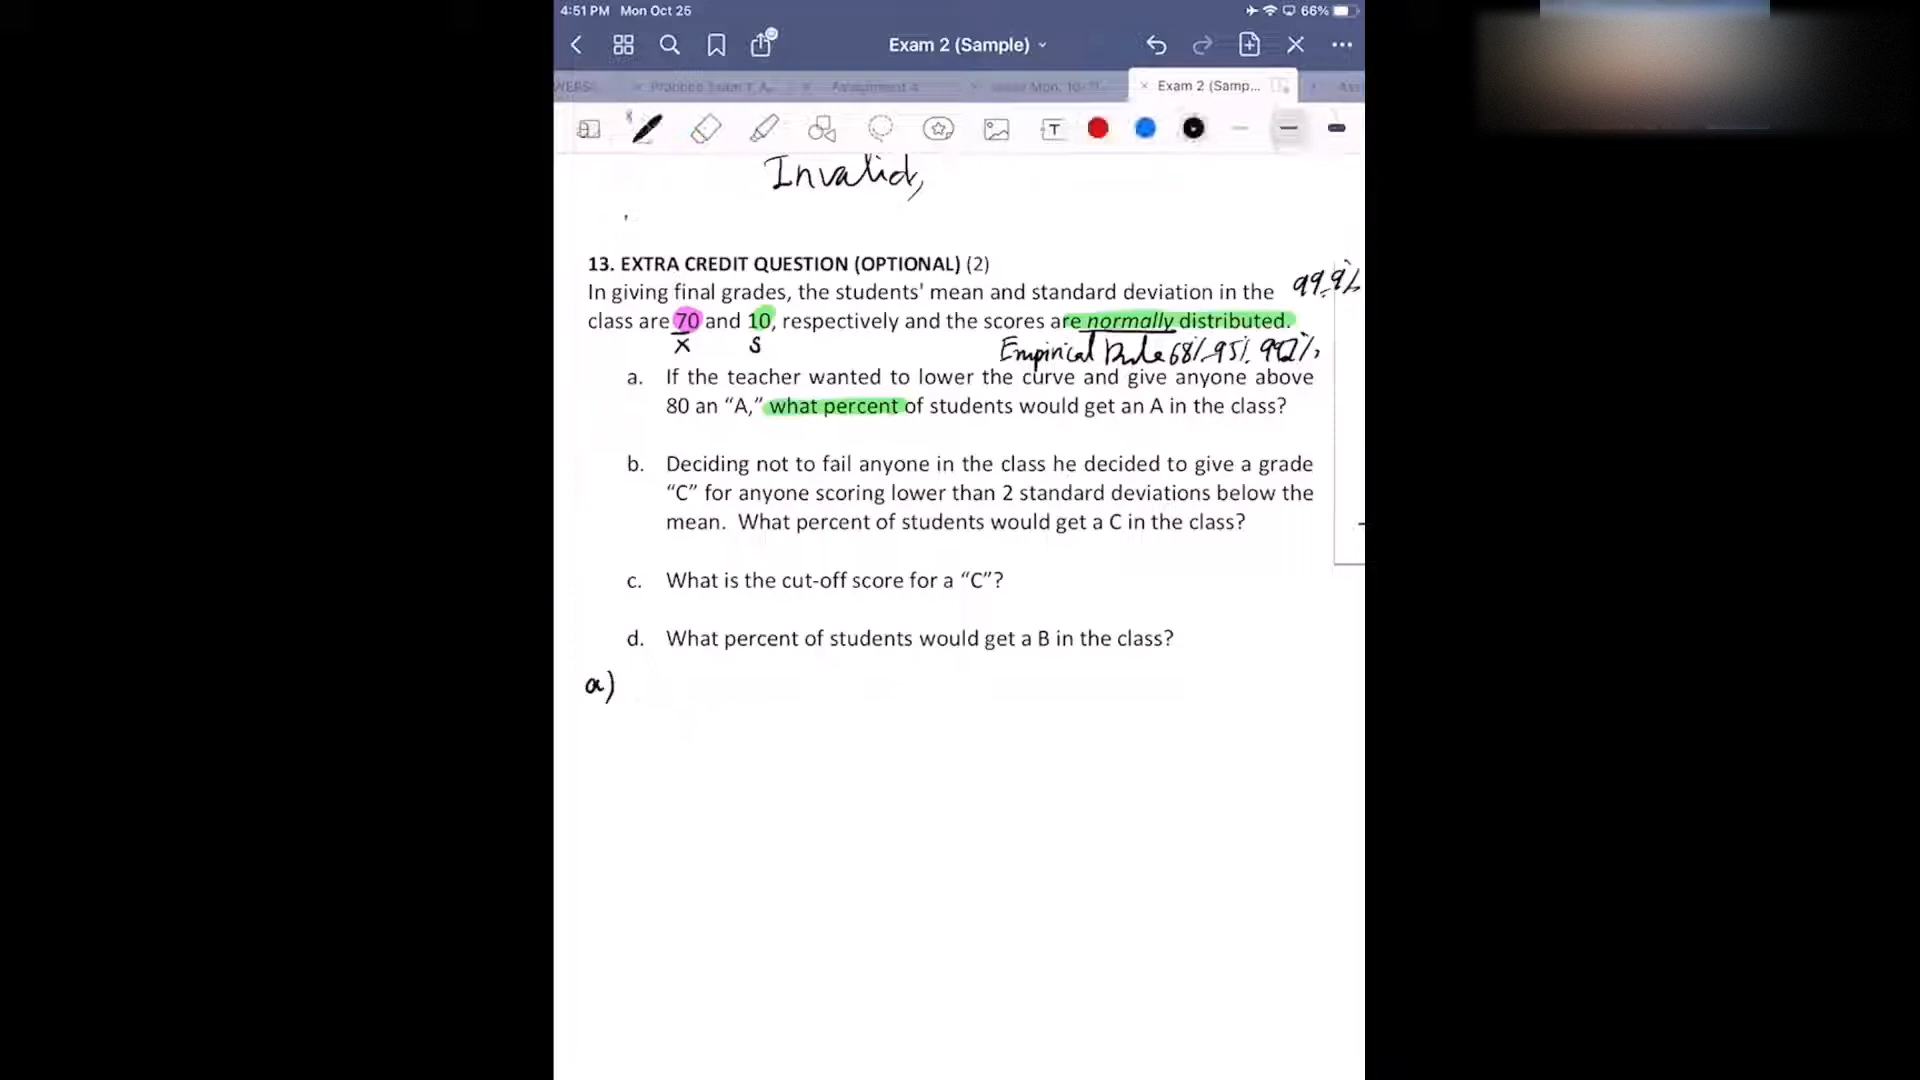 4:51 PM Mon Oct 25
66%
Exam 2 (Sample)
Exam 2 (Samp...
T
Invalid,
13. EXTRA CREDIT QUESTION (OPTIONAL) (2)
In giving final grades, the students' mean and standard deviation in the 99.9%
class are 70 and 10, respectively and the scores are normally distributed.
x S Empirical Rule 68% 95%
a. If the teacher wanted to lower the curve and give anyone above
80 an “A,” what percent of students would get an A in the class?
b. Deciding not to fail anyone in the class he decided to give a grade
“C” for anyone scoring lower than 2 standard deviations below the
mean. What percent of students would get a C in the class?
c. What is the cut-off score for a “C”?
d. What percent of students would get a B in the class?
a)